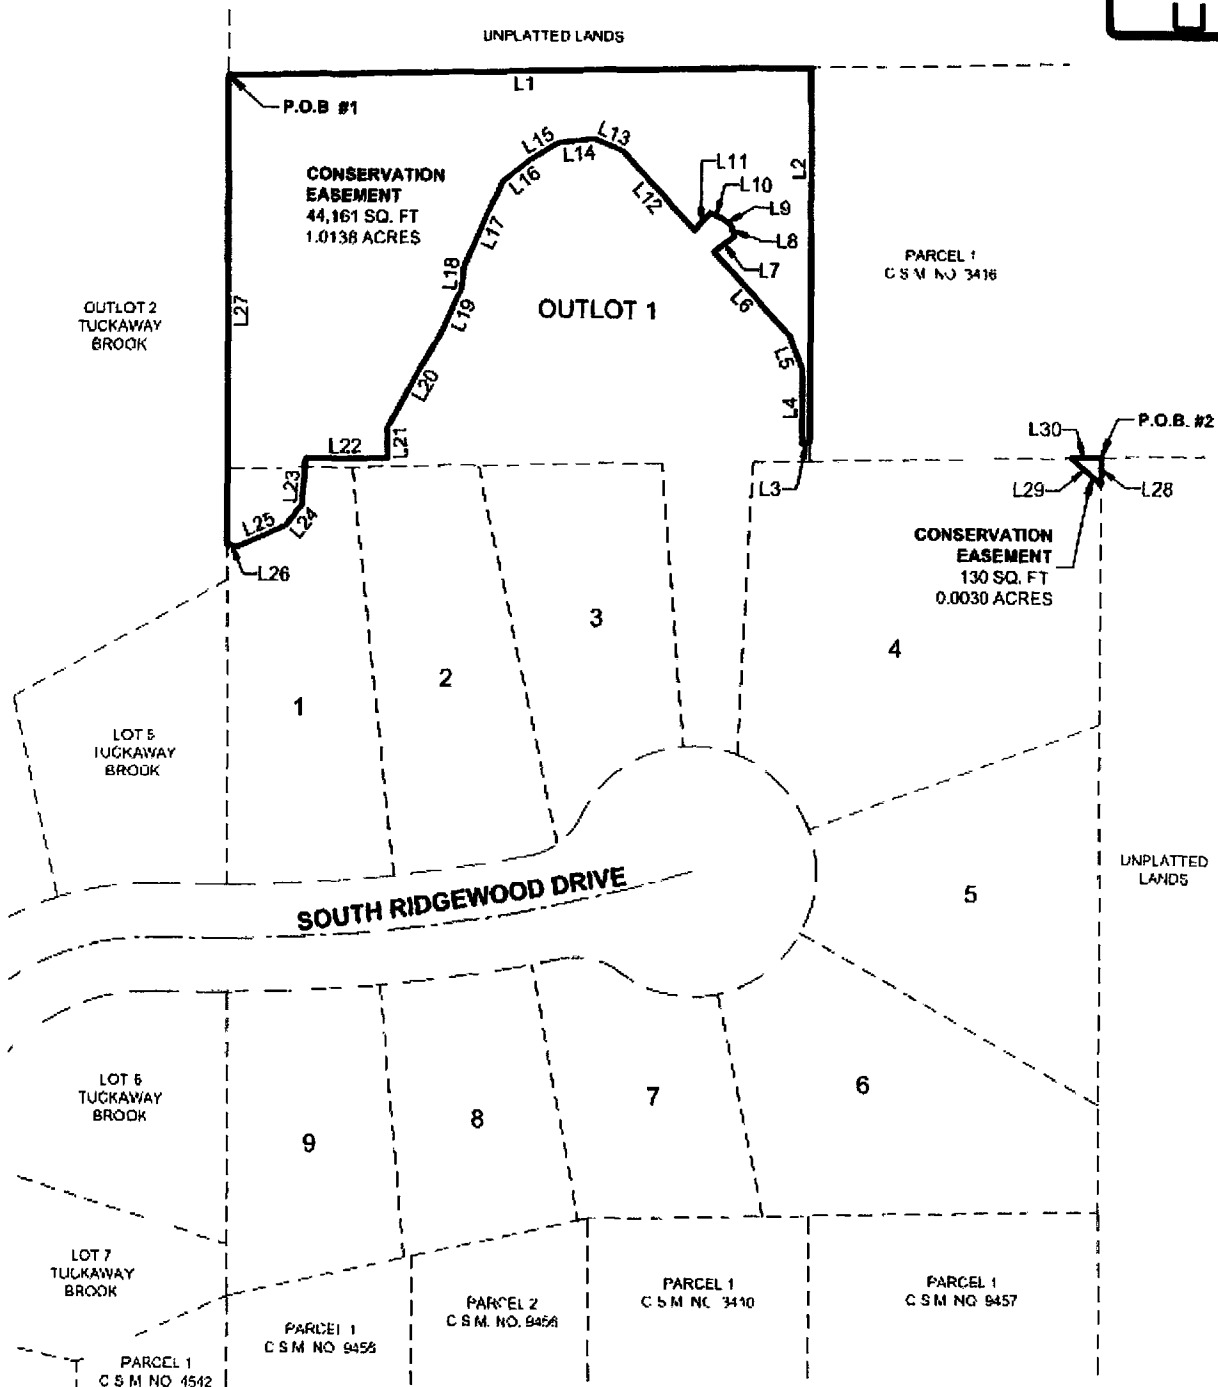 UNPLATTED LANDS
L1
P.O.B #1
CONSERVATION
EASEMENT
44,161 SQ. FT
1.0138 ACRES
L15
L14
L13
L16
L12
L11
L10
L9
L8
L7
L2
L17
L18
L19
L6
L5
L4
L27
OUTLOT 1
PARCEL 1
C S M NO 3416
OUTLOT 2
TUCKAWAY
BROOK
L20
L21
L22
L23
L24
L25
L26
L3
L30
P.O.B. #2
L29
L28
CONSERVATION
EASEMENT
130 SQ. FT
0.0030 ACRES
1
2
3
4
LOT 5
TUCKAWAY
BROOK
SOUTH RIDGEWOOD DRIVE
5
UNPLATTED
LANDS
LOT 6
TUCKAWAY
BROOK
9
8
7
6
LOT 7
TUCKAWAY
BROOK
PARCEL 1
C S M NO 9456
PARCEL 2
C S M. NO. 9456
PARCEL 1
C S M NO 3410
PARCEL 1
C S M NO 9457
PARCEL 1
C S M NO 4542